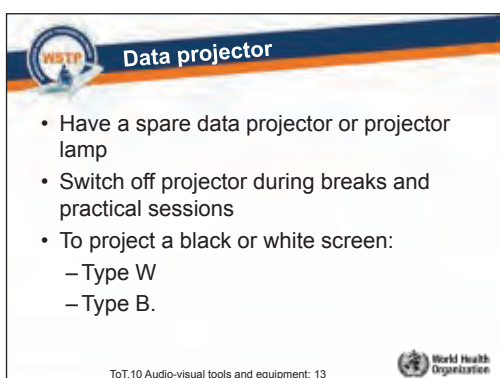 WSTP
Data projector
• Have a spare data projector or projector
lamp
• Switch off projector during breaks and
practical sessions
• To project a black or white screen:
– Type W
– Type B.
ToT.10 Audio-visual tools and equipment: 13
World Health
Organization